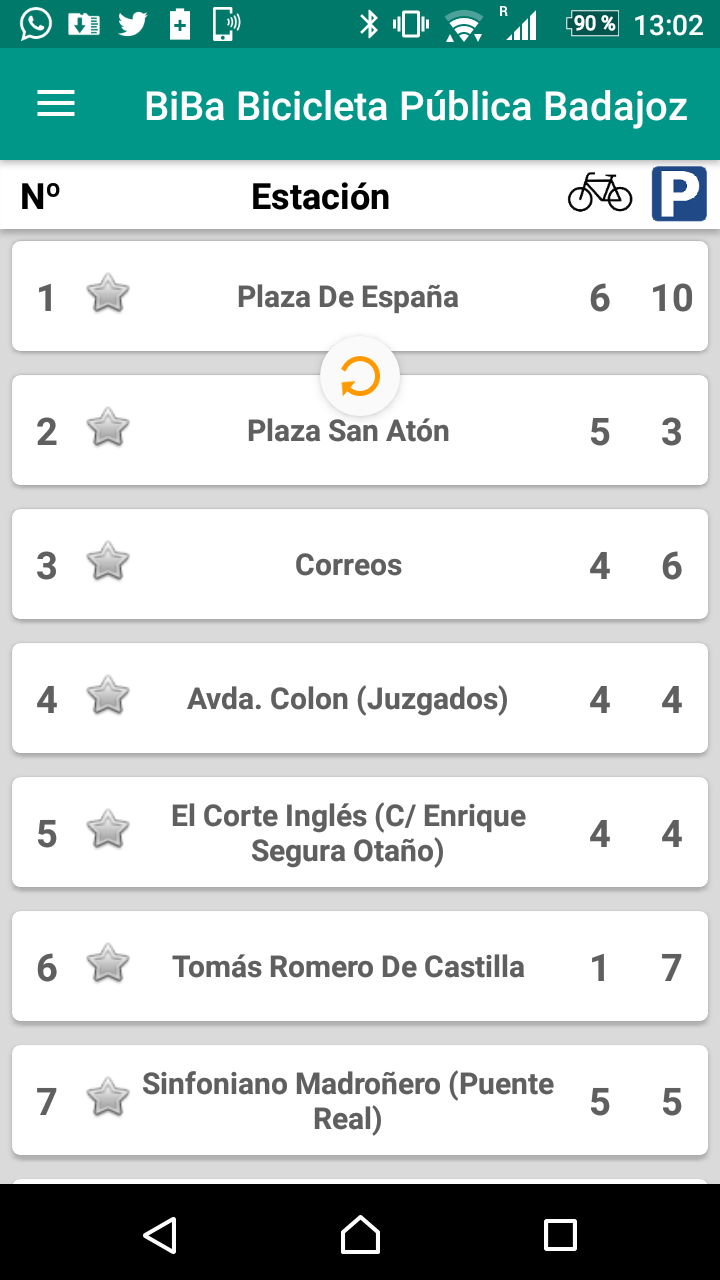 R 90 % 13:02
BiBa Bicicleta Pública Badajoz
Nº Estación P
1 Plaza De España 6 10
2 Plaza San Atón 5 3
3 Correos 4 6
4 Avda. Colon (Juzgados) 4 4
5 El Corte Inglés (C/ Enrique
Segura Otaño) 4 4
6 Tomás Romero De Castilla 1 7
7 Sinfoniano Madroñero (Puente
Real) 5 5